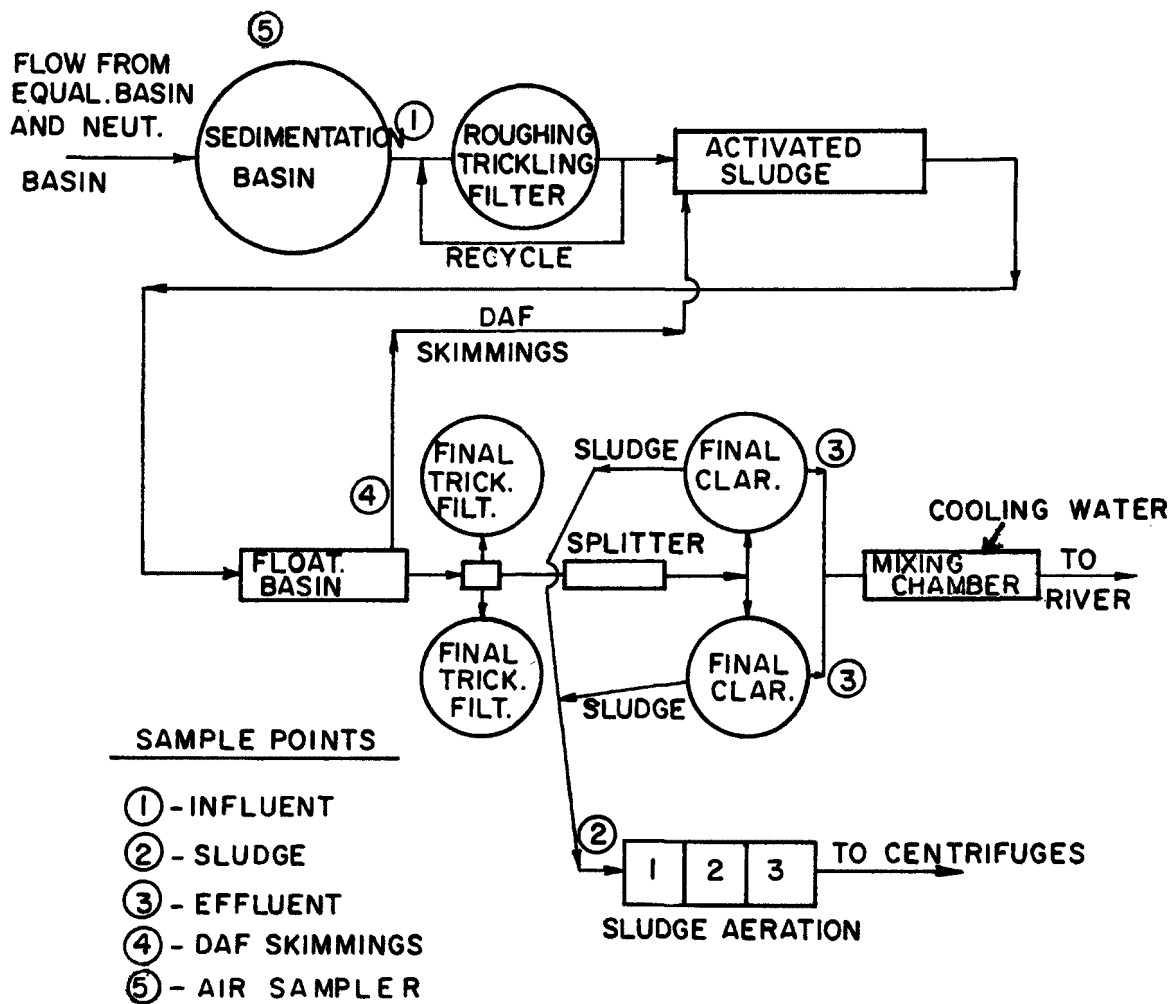 ⑤
FLOW FROM
EQUAL. BASIN
AND NEUT.
BASIN
SEDIMENTATION
BASIN
①
ROUGHING
TRICKLING
FILTER
RECYCLE
ACTIVATED
SLUDGE
DAF
SKIMMINGS
④
FLOAT.
BASIN
FINAL
TRICK.
FILT.
FINAL
TRICK.
FILT.
SPLITTER
SLUDGE
FINAL
CLAR.
③
SLUDGE
FINAL
CLAR.
③
COOLING WATER
MIXING
CHAMBER
TO
RIVER
②
1 2 3
TO CENTRIFUGES
SLUDGE AERATION
SAMPLE POINTS
① - INFLUENT
② - SLUDGE
③ - EFFLUENT
④ - DAF SKIMMINGS
⑤ - AIR SAMPLER